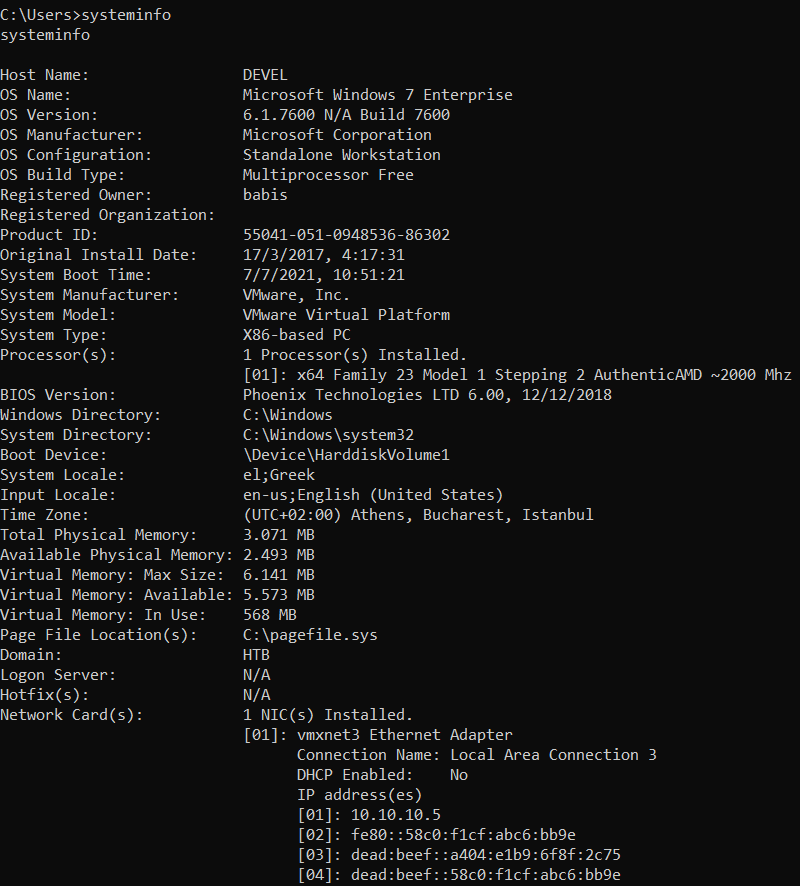 C:\Users>systeminfo
systeminfo

Host Name:                 DEVEL
OS Name:                   Microsoft Windows 7 Enterprise
OS Version:                6.1.7600 N/A Build 7600
OS Manufacturer:           Microsoft Corporation
OS Configuration:          Standalone Workstation
OS Build Type:             Multiprocessor Free
Registered Owner:          babis
Registered Organization:
Product ID:                55041-051-0948536-86302
Original Install Date:     17/3/2017, 4:17:31
System Boot Time:          7/7/2021, 10:51:21
System Manufacturer:       VMware, Inc.
System Model:              VMware Virtual Platform
System Type:               X86-based PC
Processor(s):              1 Processor(s) Installed.
                           [01]: x64 Family 23 Model 1 Stepping 2 AuthenticAMD ~2000 Mhz
BIOS Version:              Phoenix Technologies LTD 6.00, 12/12/2018
Windows Directory:         C:\Windows
System Directory:          C:\Windows\system32
Boot Device:               \Device\HarddiskVolume1
System Locale:             el;Greek
Input Locale:              en-us;English (United States)
Time Zone:                 (UTC+02:00) Athens, Bucharest, Istanbul
Total Physical Memory:     3.071 MB
Available Physical Memory: 2.493 MB
Virtual Memory: Max Size:  6.141 MB
Virtual Memory: Available: 5.573 MB
Virtual Memory: In Use:    568 MB
Page File Location(s):     C:\pagefile.sys
Domain:                    HTB
Logon Server:              N/A
Hotfix(s):                 N/A
Network Card(s):           1 NIC(s) Installed.
                           [01]: vmxnet3 Ethernet Adapter
                                 Connection Name: Local Area Connection 3
                                 DHCP Enabled:    No
                                 IP address(es)
                                 [01]: 10.10.10.5
                                 [02]: fe80::58c0:f1cf:abc6:bb9e
                                 [03]: dead:beef::a404:e1b9:6f8f:2c75
                                 [04]: dead:beef::58c0:f1cf:abc6:bb9e